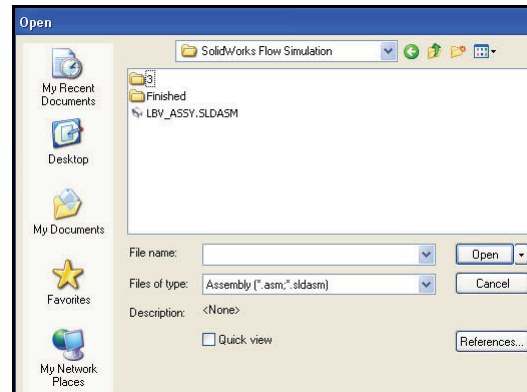 Open
SolidWorks Flow Simulation
My Recent
Documents
Desktop
My Documents
Favorites
My Network
Places
3
Finished
LBV_ASSY.SLDASM
File name:
Open
Files of type:
Assembly (*.asm;*.sldasm)
Cancel
Description:
<None>
Quick view
References...